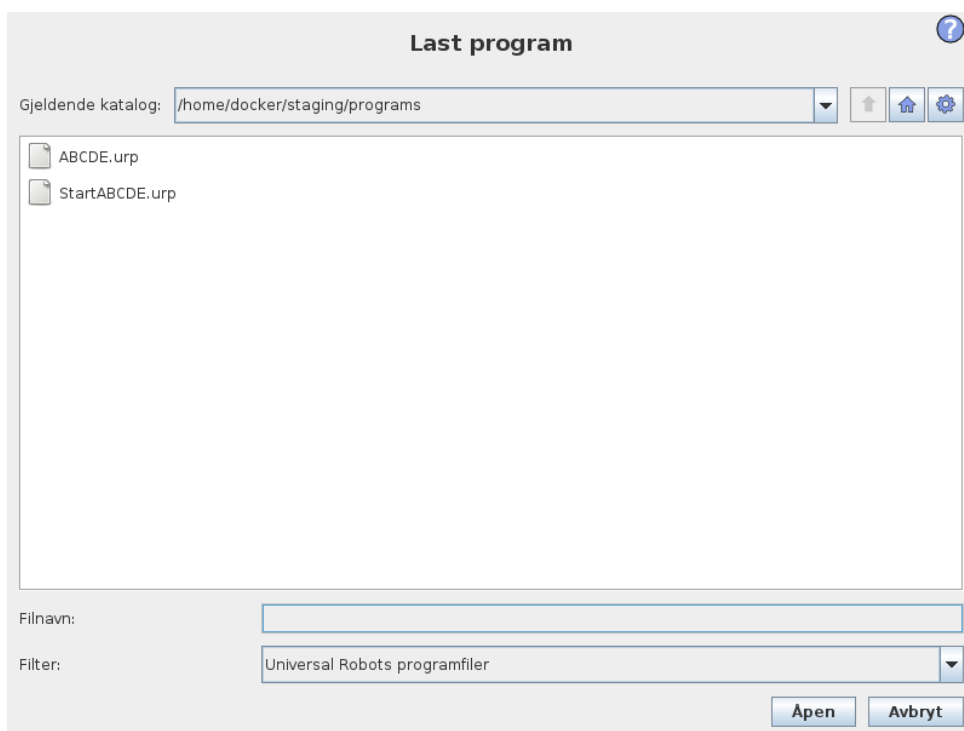 Last program
?
Gjeldende katalog: /home/docker/staging/programs
ABCDE.urp
StartABCDE.urp
Filnavn:
Filter: Universal Robots programfiler
Åpen Avbryt